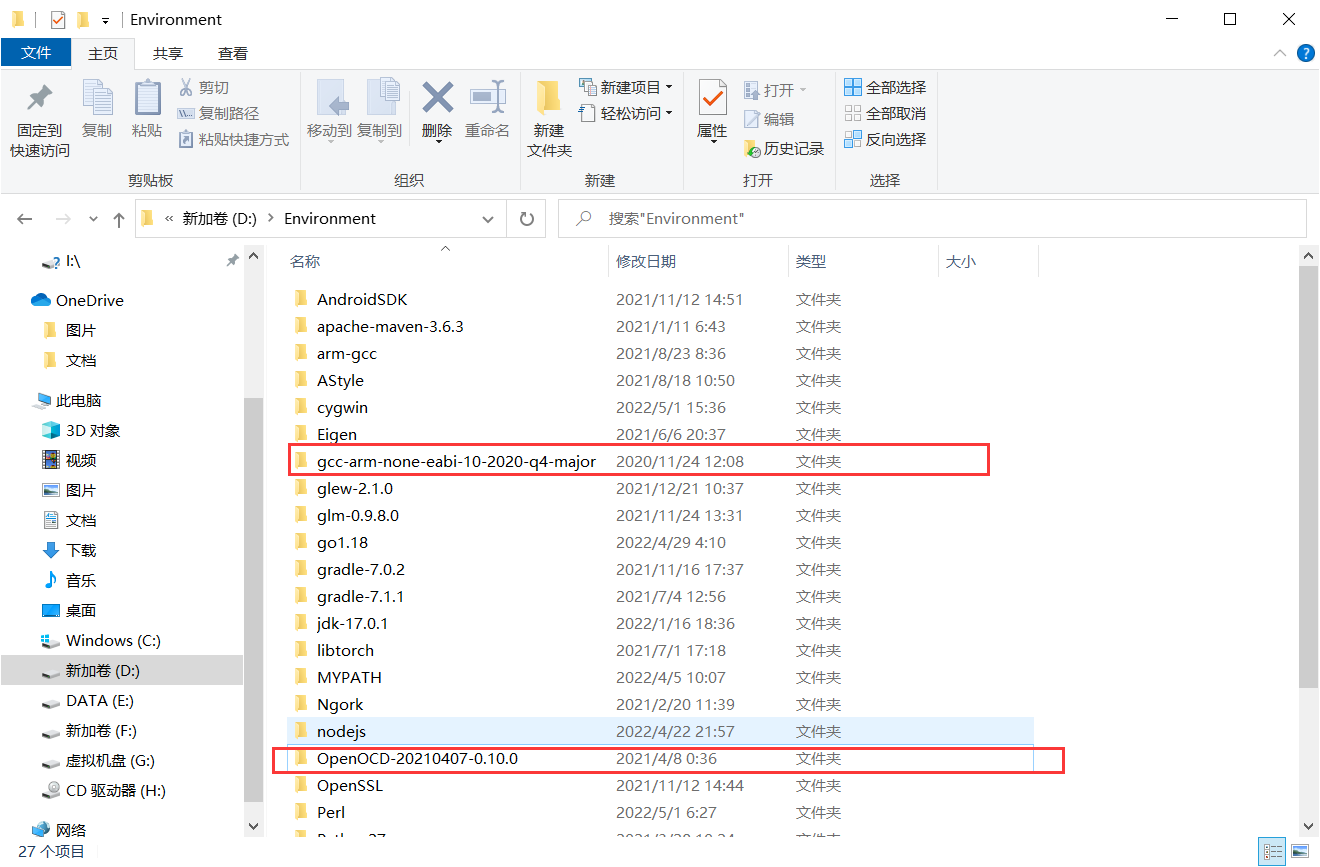 Environment
文件 主页 共享 查看
固定到
快速访问
复制
粘贴
剪切
复制路径
粘贴快捷方式
剪贴板
移动到
复制到
删除
重命名
组织
新建
文件夹
新建项目
轻松访问
新建
属性
打开
编辑
历史记录
打开
全部选择
全部取消
反向选择
选择
« 新加卷 (D:) > Environment
搜索"Environment"
I:\
OneDrive
图片
文档
此电脑
3D 对象
视频
图片
文档
下载
音乐
桌面
Windows (C:)
新加卷 (D:)
DATA (E:)
新加卷 (F:)
虚拟机盘 (G:)
CD 驱动器 (H:)
网络
名称 修改日期 类型 大小
AndroidSDK 2021/11/12 14:51 文件夹
apache-maven-3.6.3 2021/1/11 6:43 文件夹
arm-gcc 2021/8/23 8:36 文件夹
AStyle 2021/8/18 10:50 文件夹
cygwin 2022/5/1 15:36 文件夹
Eigen 2021/6/6 20:37 文件夹
gcc-arm-none-eabi-10-2020-q4-major 2020/11/24 12:08 文件夹
glew-2.1.0 2021/12/21 10:37 文件夹
glm-0.9.8.0 2021/11/24 13:31 文件夹
go1.18 2022/4/29 4:10 文件夹
gradle-7.0.2 2021/11/16 17:37 文件夹
gradle-7.1.1 2021/7/4 12:56 文件夹
jdk-17.0.1 2022/1/16 18:36 文件夹
libtorch 2021/7/1 17:18 文件夹
MYPATH 2022/4/5 10:07 文件夹
Ngork 2021/2/20 11:39 文件夹
nodejs 2022/4/22 21:57 文件夹
OpenOCD-20210407-0.10.0 2021/4/8 0:36 文件夹
OpenSSL 2021/11/12 14:44 文件夹
Perl 2022/5/1 6:27 文件夹
27 个项目